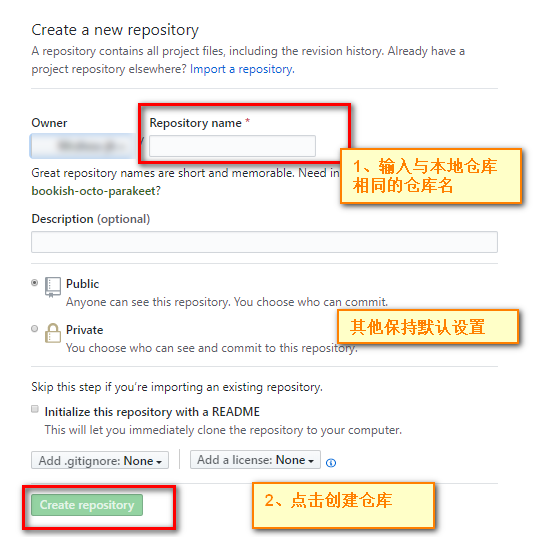 Create a new repository
A repository contains all project files, including the revision history. Already have a
project repository elsewhere? Import a repository.
Owner
Repository name *
/
1、输入与本地仓库
相同的仓库名
Great repository names are short and memorable. Need in
bookish-octo-parakeet?
Description (optional)
Public
Anyone can see this repository. You choose who can commit.
其他保持默认设置
Private
You choose who can see and commit to this repository.
Skip this step if you're importing an existing repository.
Initialize this repository with a README
This will let you immediately clone the repository to your computer.
Add .gitignore: None
Add a license: None
2、点击创建仓库
Create repository